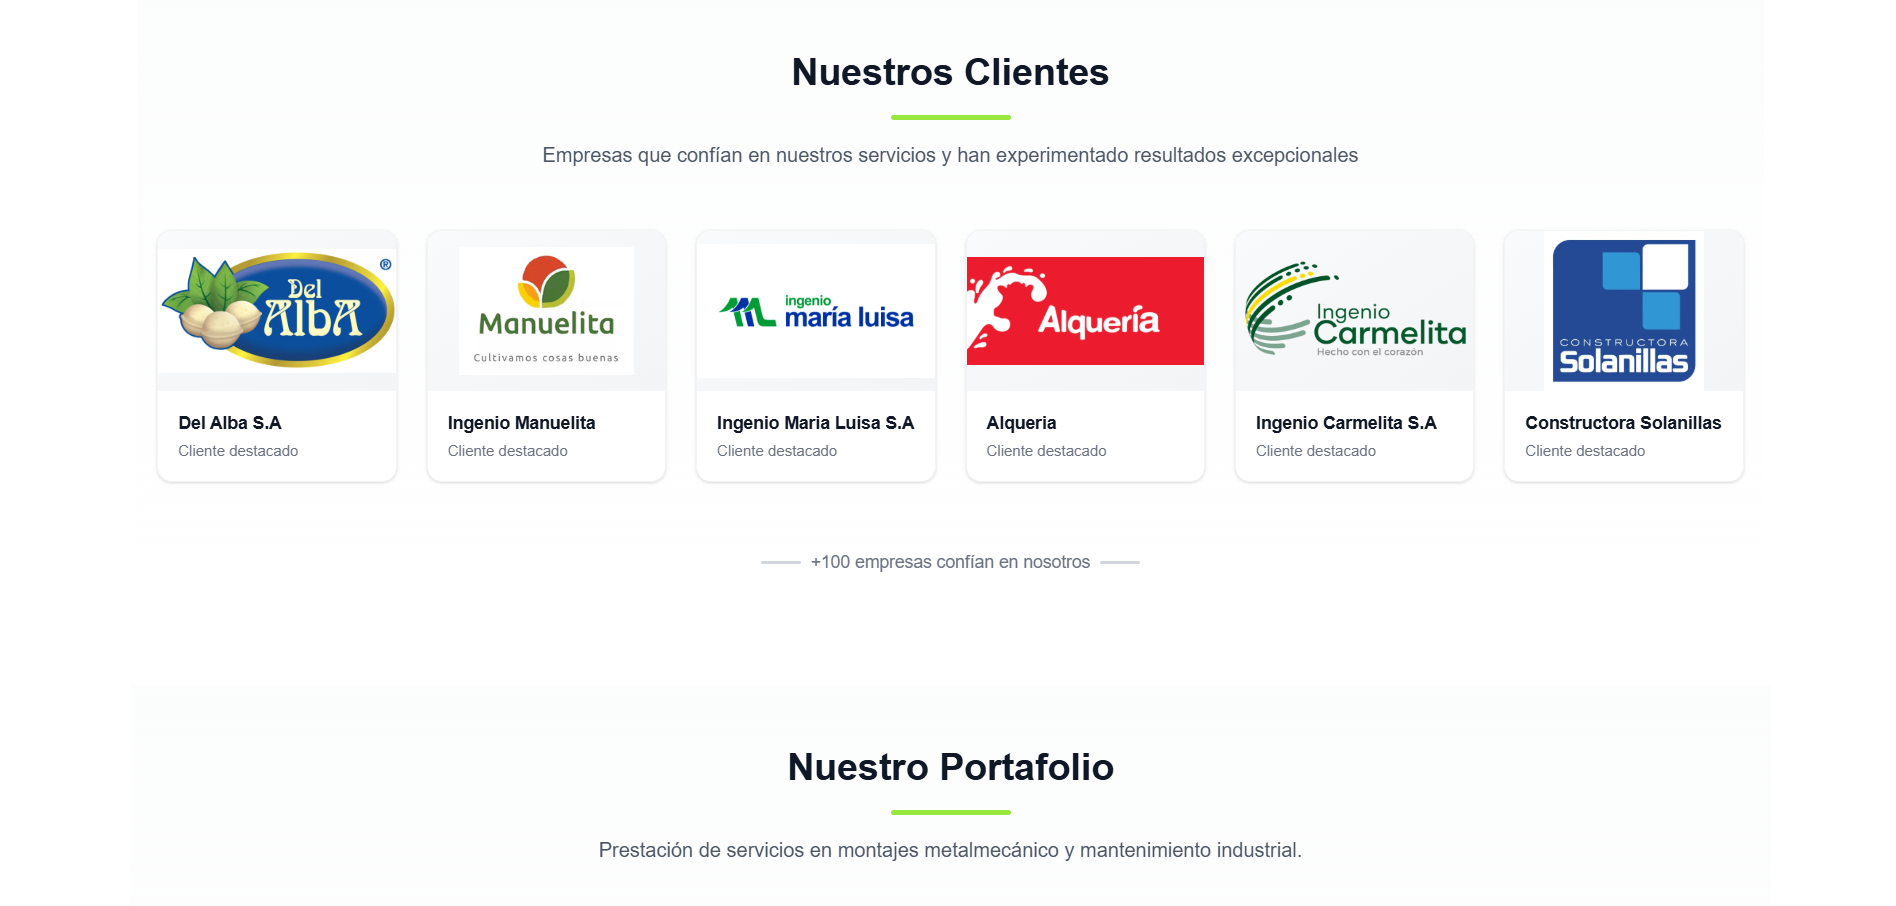 Nuestros Clientes
Empresas que confían en nuestros servicios y han experimentado resultados excepcionales
Del
Alba
®
Manuelita
Cultivamos cosas buenas
ingenio
maría luisa
Alquería
Ingenio
Carmelita
Hecho con el corazón
CONSTRUCTORA
Solanillas
Del Alba S.A
Cliente destacado
Ingenio Manuelita
Cliente destacado
Ingenio Maria Luisa S.A
Cliente destacado
Alqueria
Cliente destacado
Ingenio Carmelita S.A
Cliente destacado
Constructora Solanillas
Cliente destacado
+100 empresas confían en nosotros
Nuestro Portafolio
Prestación de servicios en montajes metalmecánico y mantenimiento industrial.